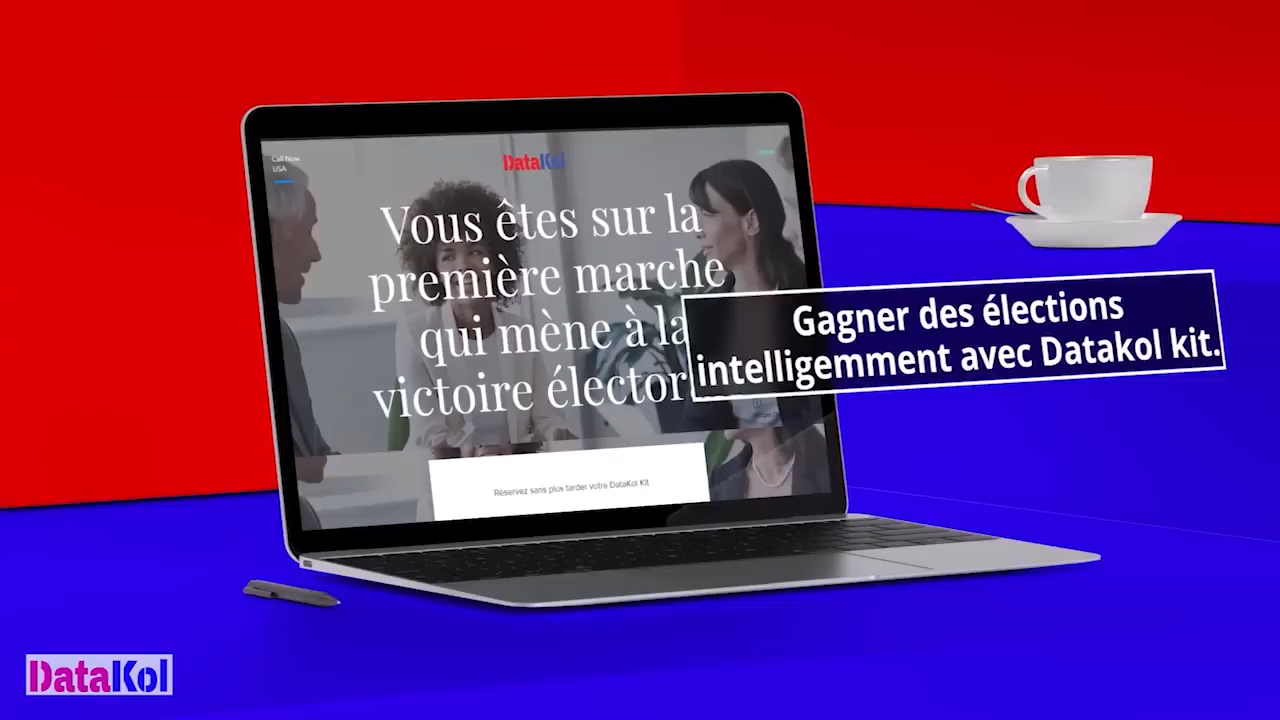 Call Now
USA
DataKol
Vous êtes sur la
première marche
qui mène à la
victoire élector
Réservez sans plus tarder votre DataKol Kit
Gagner des élections
intelligemment avec Datakol kit.
DataKol